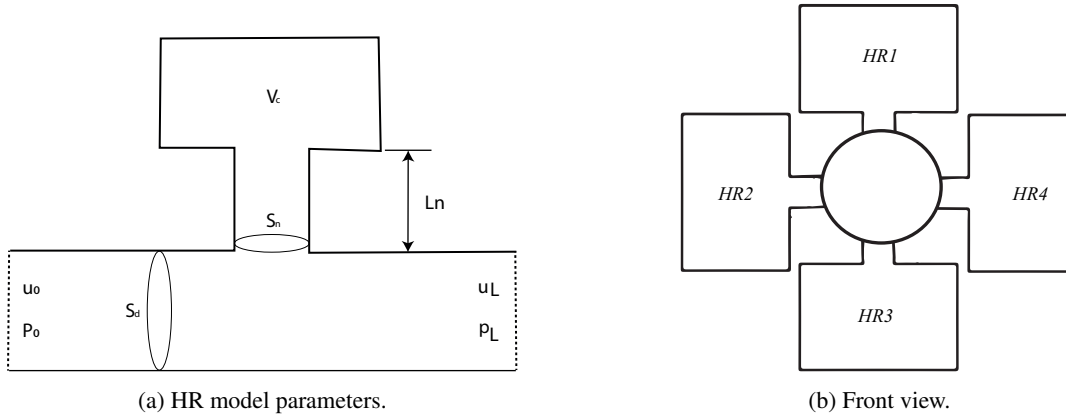 Vc
Ln
Sn
u0
Sd
uL
P0
pL
(a) HR model parameters.
HR1
HR2
HR4
HR3
(b) Front view.